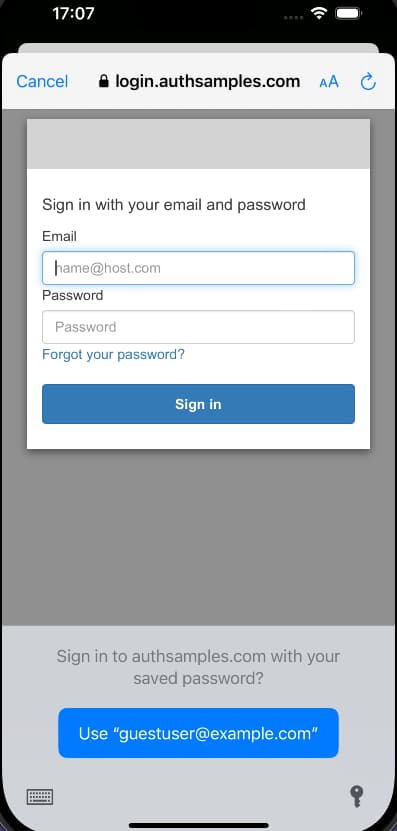 17:07
Cancel login.authsamples.com AA
Sign in with your email and password
Email
name@host.com
Password
Password
Forgot your password?
Sign in
Sign in to authsamples.com with your
saved password?
Use “guestuser@example.com”